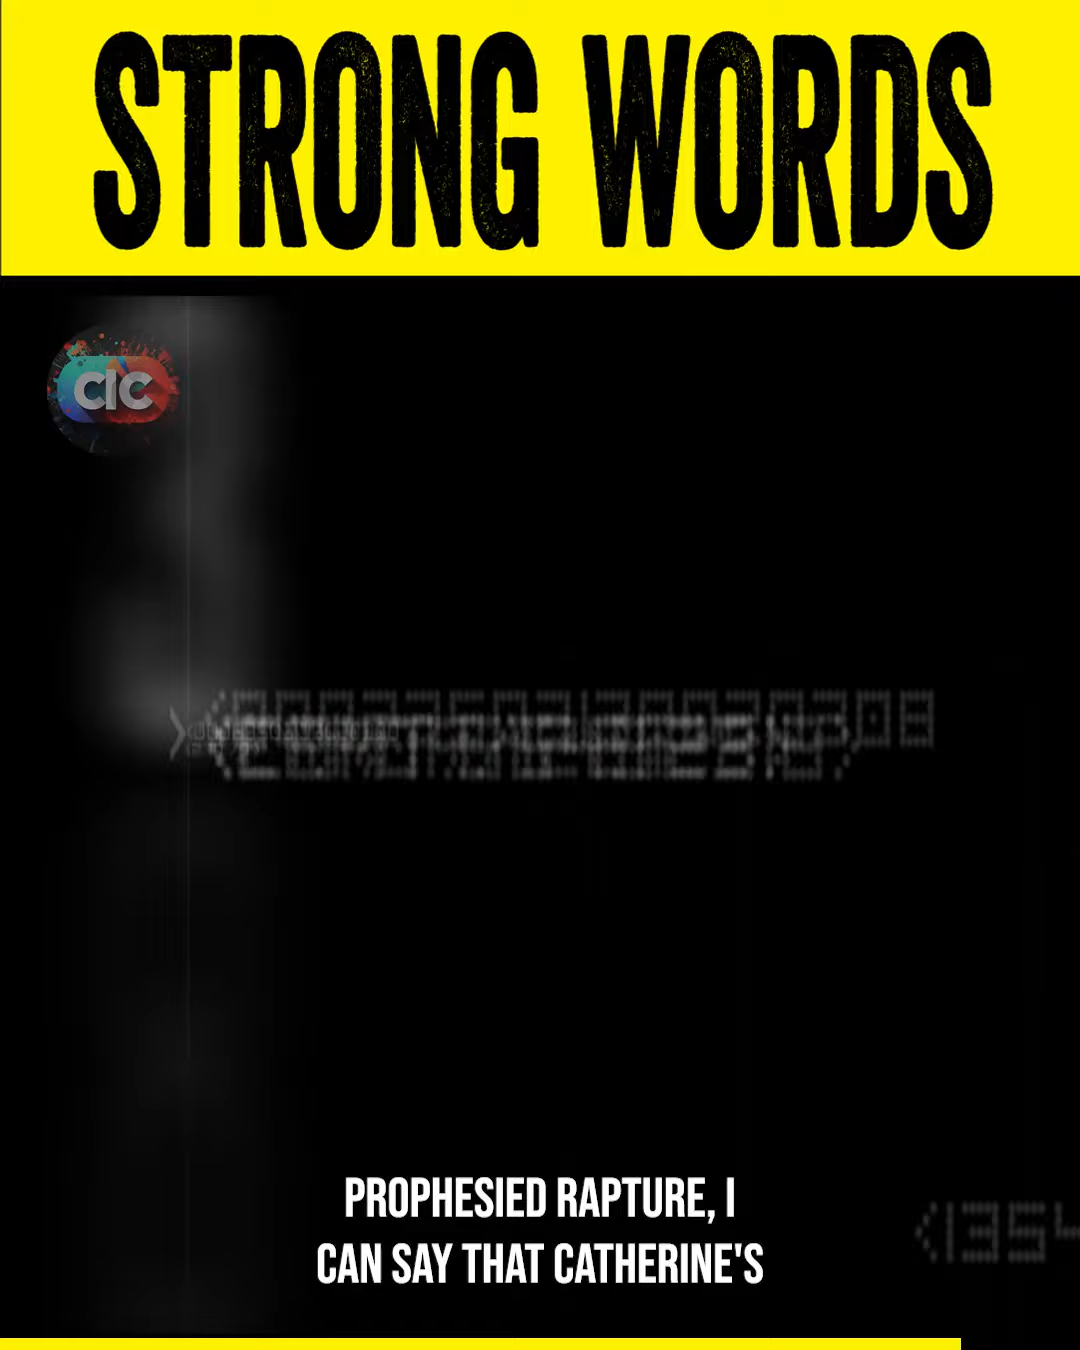 STRONG WORDS
CIC
PROPHESIED RAPTURE, I
CAN SAY THAT CATHERINE'S